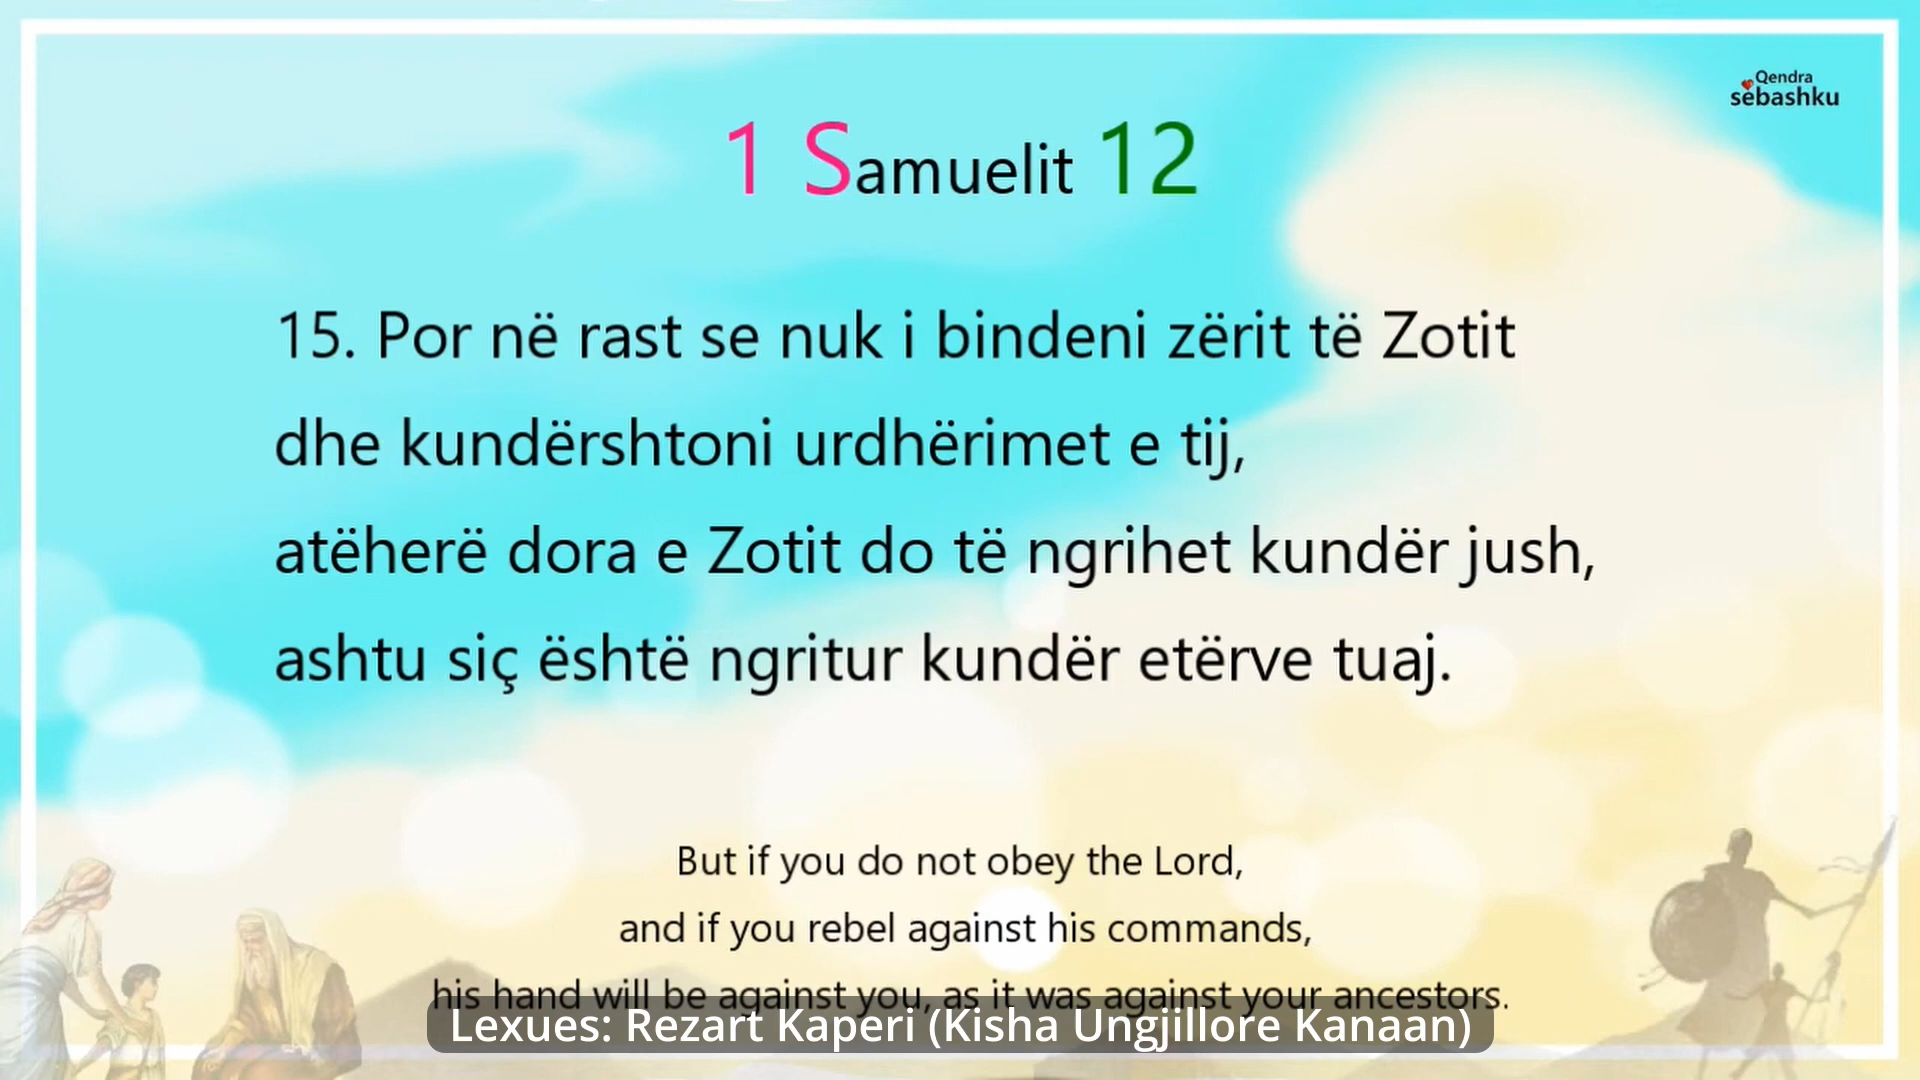 Qendra
sëbashku
1 Samuelit 12
15. Por në rast se nuk i bindeni zërit të Zotit
dhe kundërshtoni urdhërimet e tij,
atëherë dora e Zotit do të ngrihet kundër jush,
ashtu siç është ngritur kundër etërve tuaj.
But if you do not obey the Lord,
and if you rebel against his commands,
his hand will be against you, as it was against your ancestors.
Lexues: Rezart Kaperi (Kisha Ungjillore Kanaan)